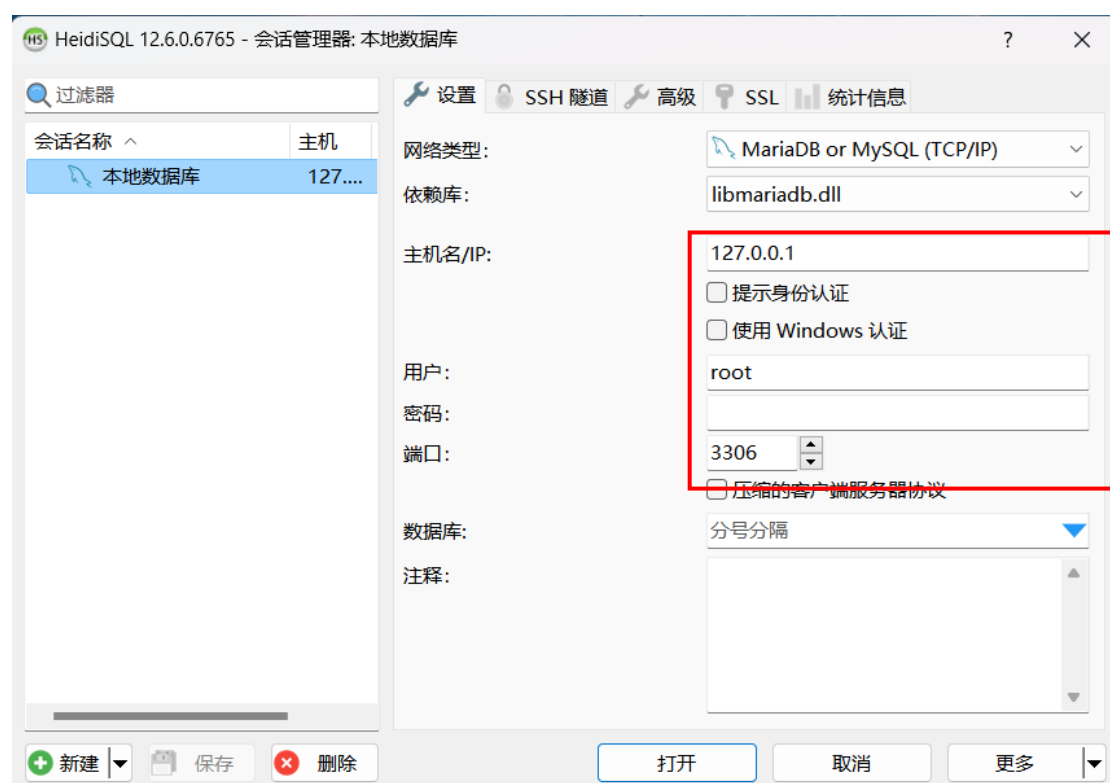 HS HeidiSQL 12.6.0.6765 - 会话管理器: 本地数据库 ?
过滤器
会话名称 主机
本地数据库 127....
设置 SSH 隧道 高级 SSL 统计信息
网络类型: MariaDB or MySQL (TCP/IP)
依赖库: libmariadb.dll
主机名/IP: 127.0.0.1
提示身份认证
使用 Windows 认证
用户: root
密码:
端口: 3306
压缩的客户端服务器协议
数据库: 分号分隔
注释:
新建 保存 删除 打开 取消 更多